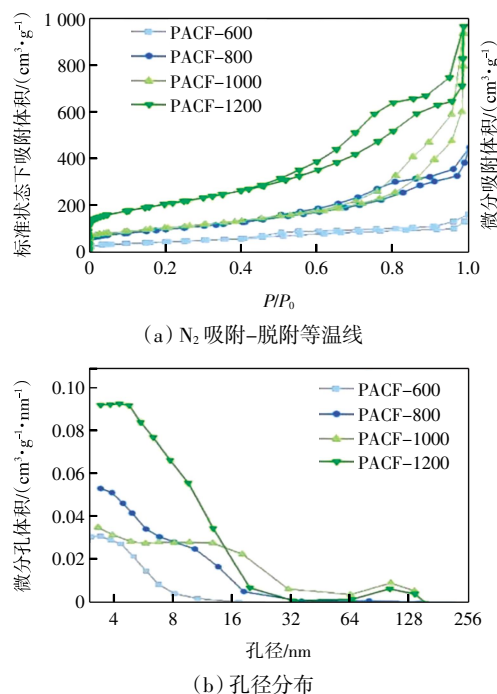 1 000
800
600
400
200
0
标准状态下吸附体积/(cm³·g⁻¹)
微分吸附体积/(cm³·g⁻¹)
PACF-600
PACF-800
PACF-1000
PACF-1200
0 0.2 0.4 0.6 0.8 1.0
P/P₀
(a) N₂ 吸附-脱附等温线
0.10
0.08
0.06
0.04
0.02
0
微分孔体积/(cm³·g⁻¹·nm⁻¹)
PACF-600
PACF-800
PACF-1000
PACF-1200
4 8 16 32 64 128 256
孔径/nm
(b) 孔径分布